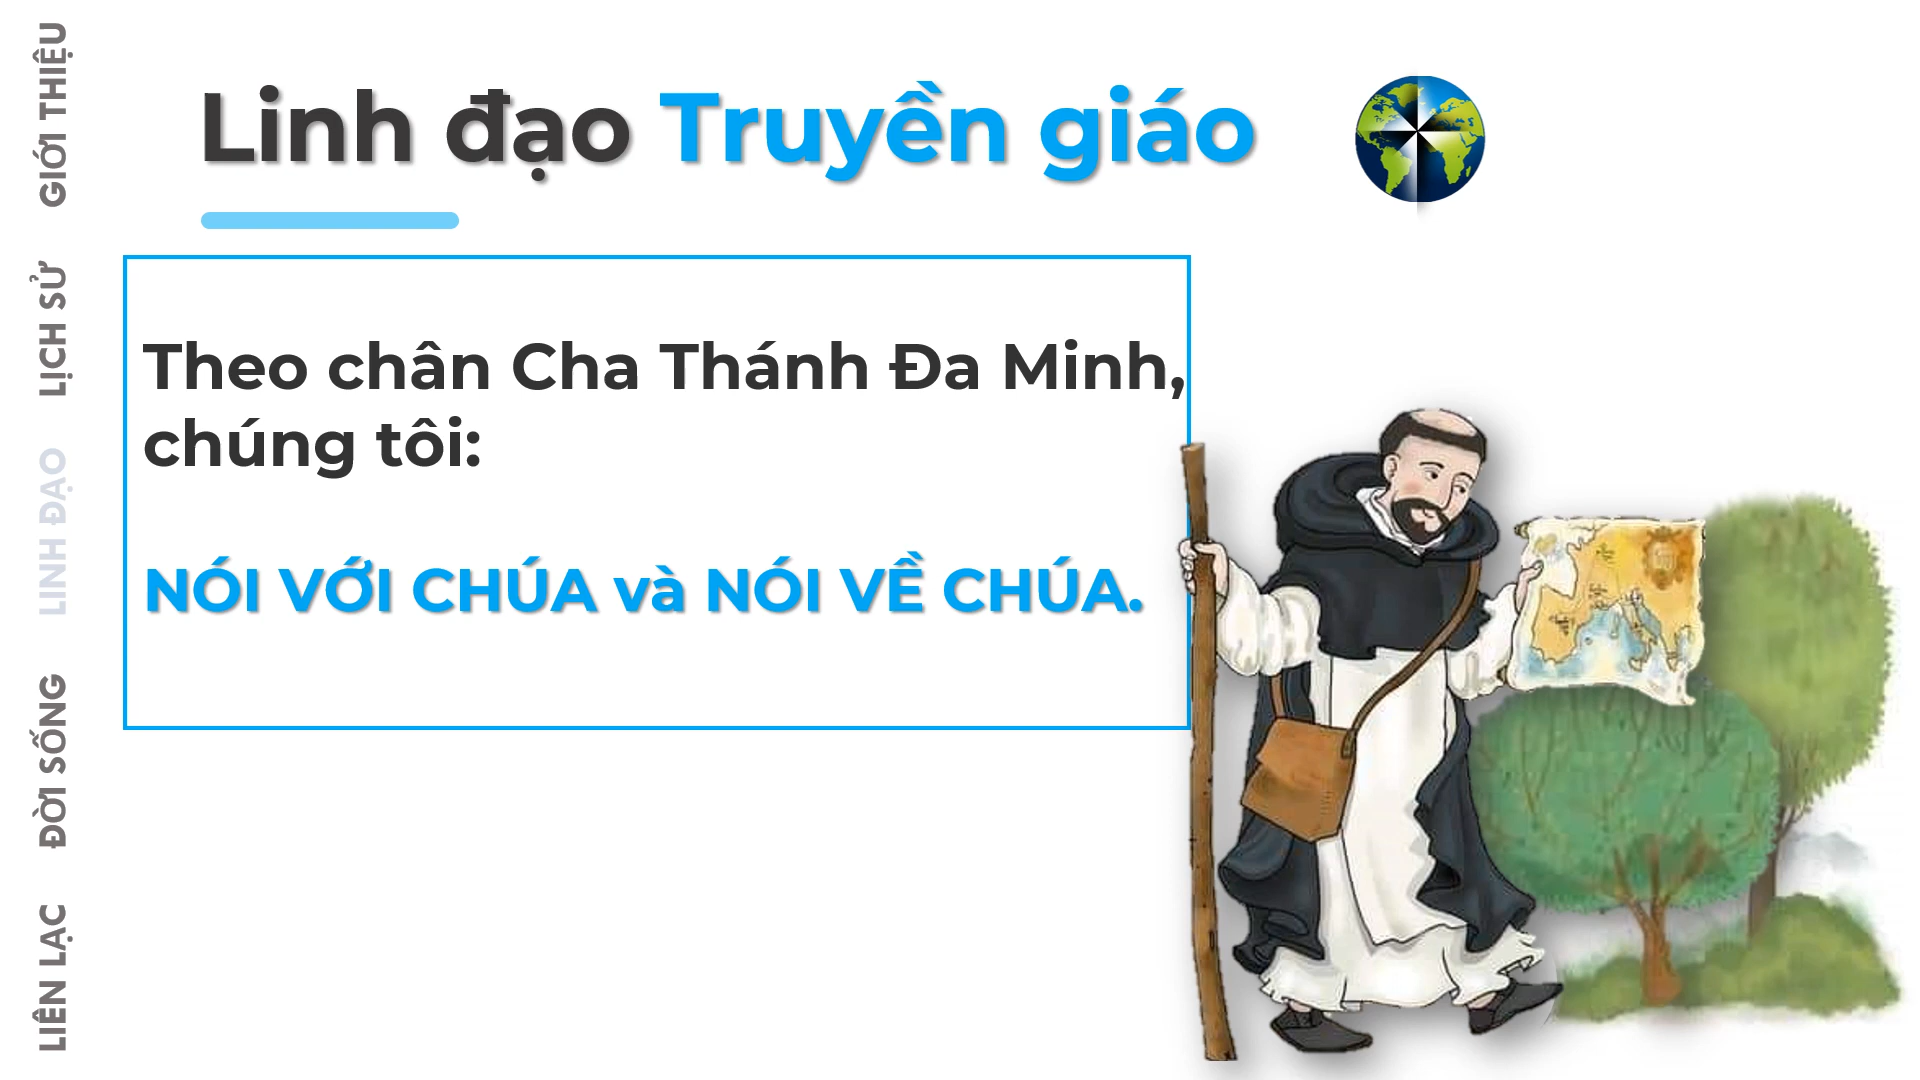 GIỚI THIỆU
LỊCH SỬ
LINH ĐẠO
ĐỜI SỐNG
LIÊN LẠC
Linh đạo Truyền giáo
Theo chân Cha Thánh Đa Minh,
chúng tôi:
NÓI VỚI CHÚA và NÓI VỀ CHÚA.